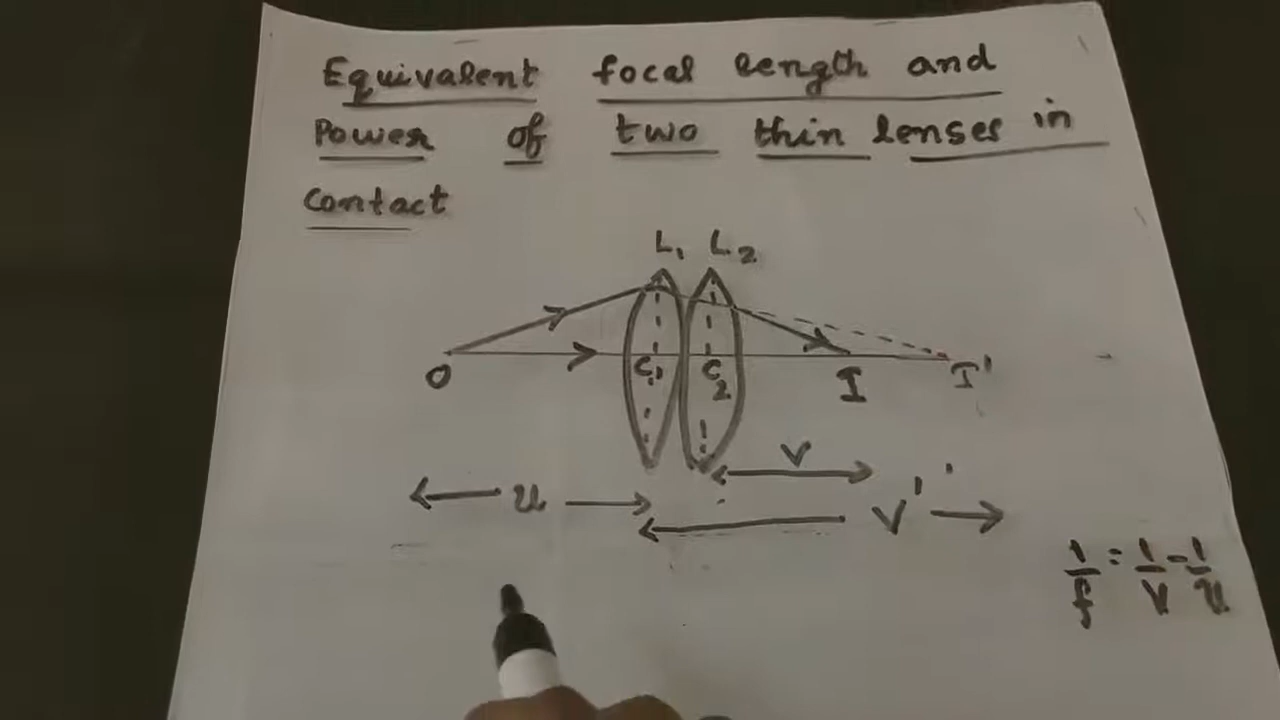 Equivalent focal length and
Power of two thin lenses in
Contact
L₁ L₂
O C₁ C₂ I I'
V
u V'
1/f = 1/V - 1/u